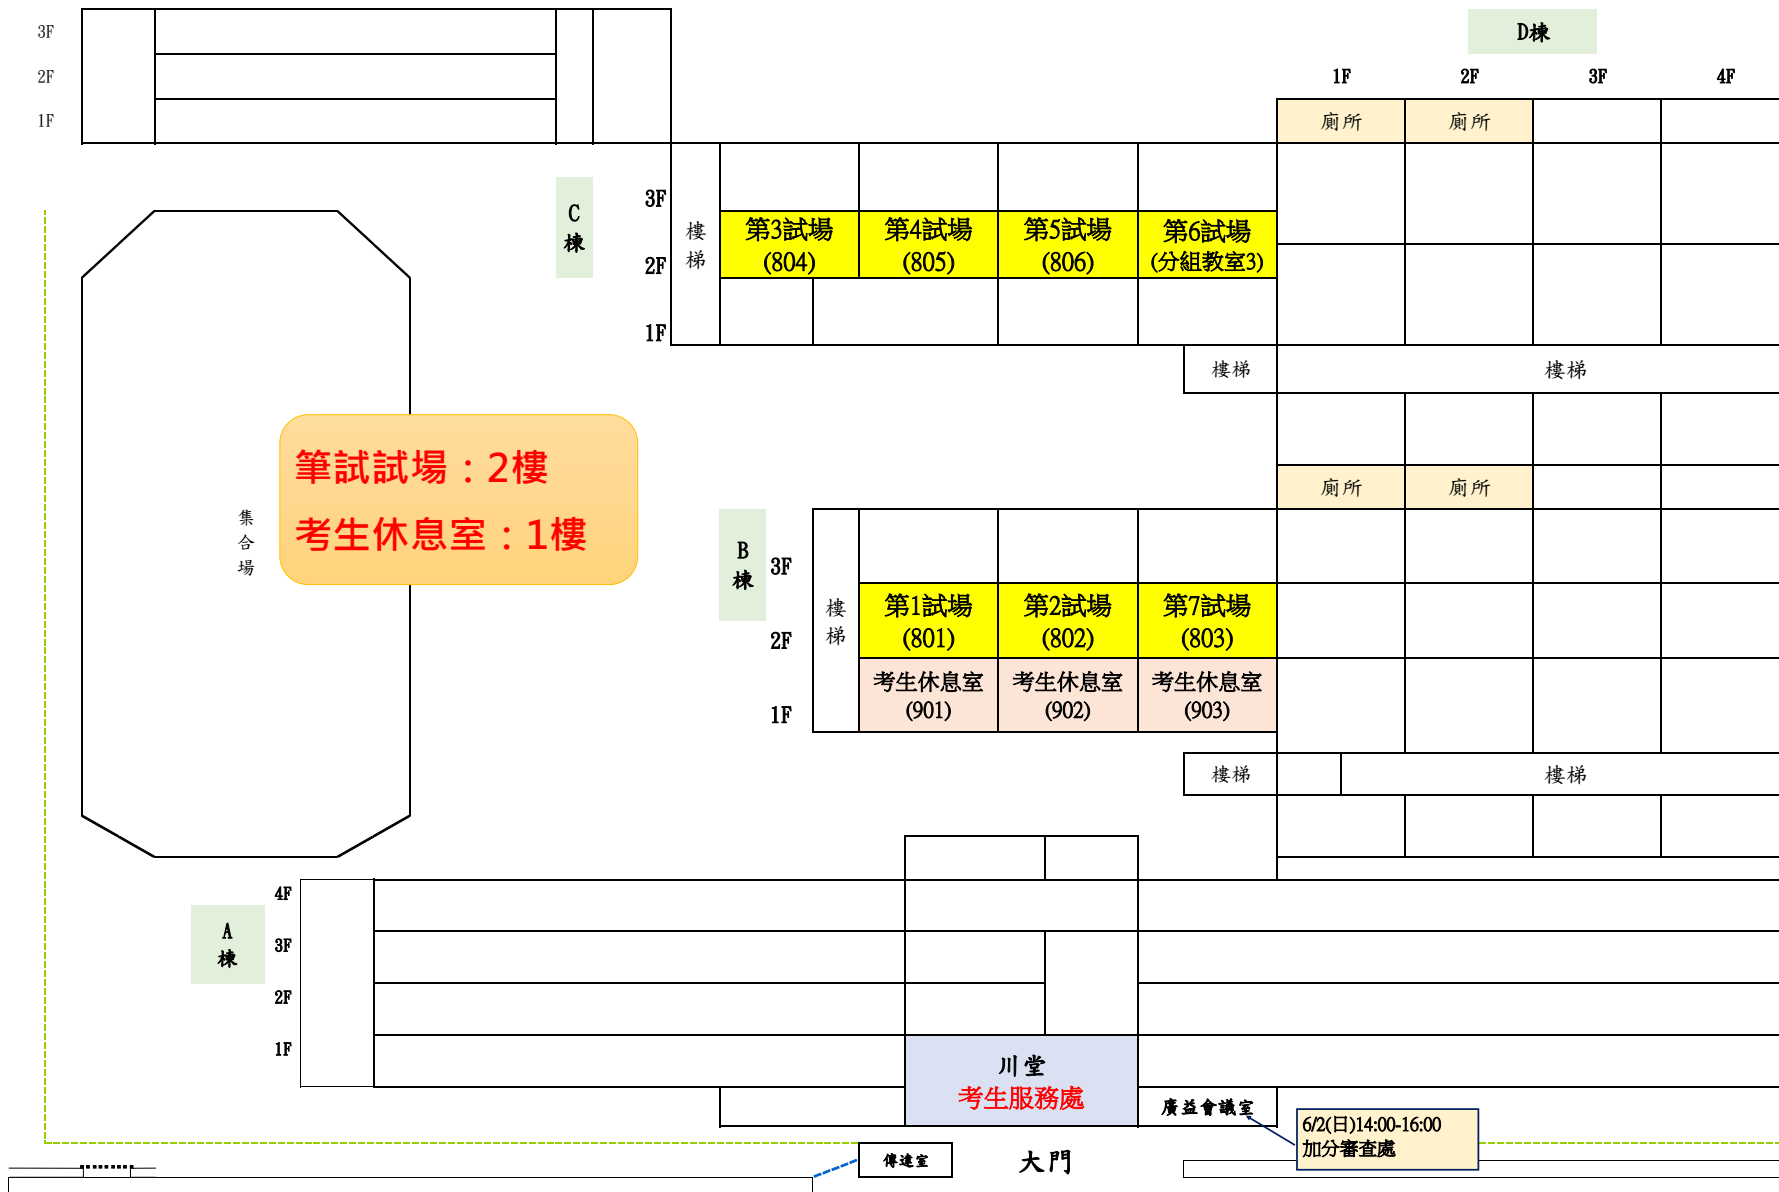 3F
2F
1F
D棟
1F 2F 3F 4F
廁所 廁所
C
棟
3F
2F
1F
樓
梯
第3試場
(804)
第4試場
(805)
第5試場
(806)
第6試場
(分組教室3)
樓梯
樓梯
筆試試場：2樓
考生休息室：1樓
集
合
場
廁所 廁所
B
棟
3F
2F
1F
樓
梯
第1試場
(801)
第2試場
(802)
第7試場
(803)
考生休息室
(901)
考生休息室
(902)
考生休息室
(903)
樓梯
樓梯
A
棟
4F
3F
2F
1F
川堂
考生服務處
廣益會議室
6/2(日)14:00-16:00
加分審查處
傳達室
大門